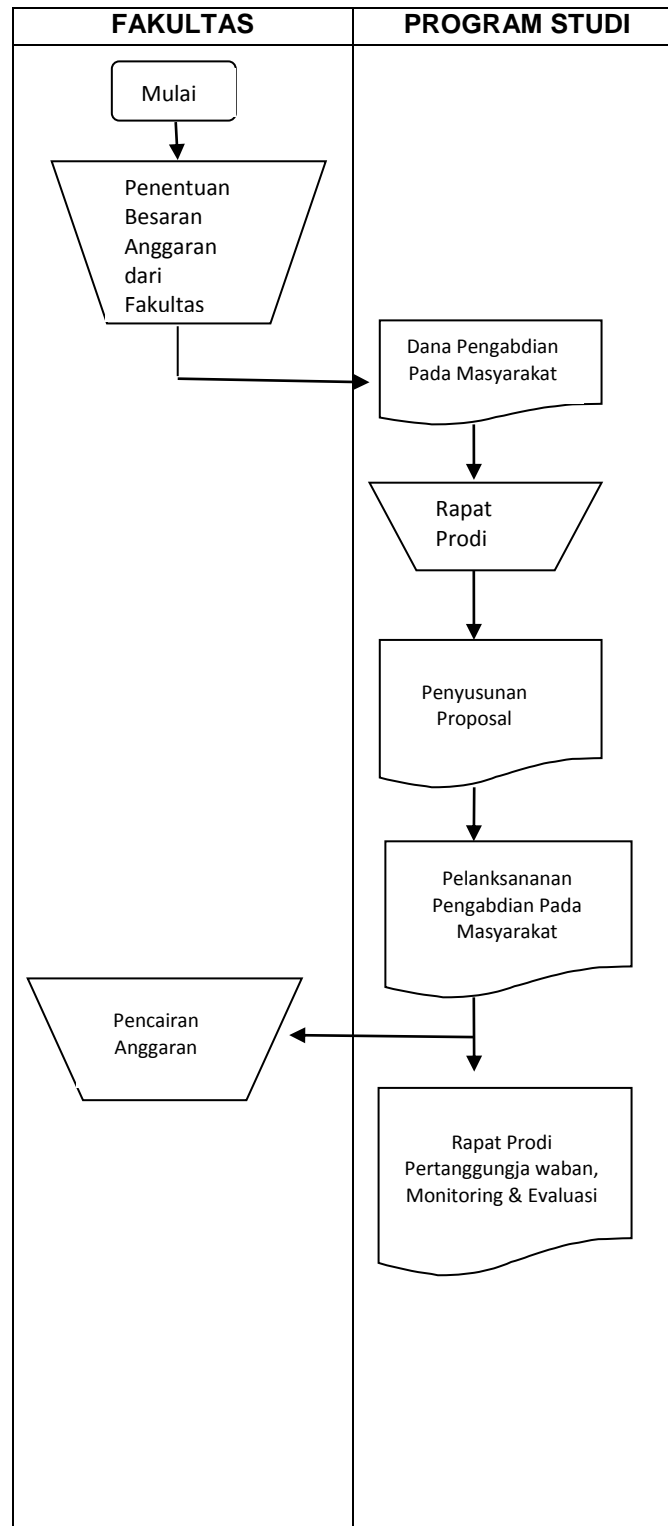 FAKULTAS
PROGRAM STUDI
Mulai
Penentuan
Besaran
Anggaran
dari
Fakultas
Dana Pengabdian
Pada Masyarakat
Rapat
Prodi
Penyusunan
Proposal
Pelanksananan
Pengabdian Pada
Masyarakat
Pencairan
Anggaran
Rapat Prodi
Pertanggungja waban,
Monitoring & Evaluasi